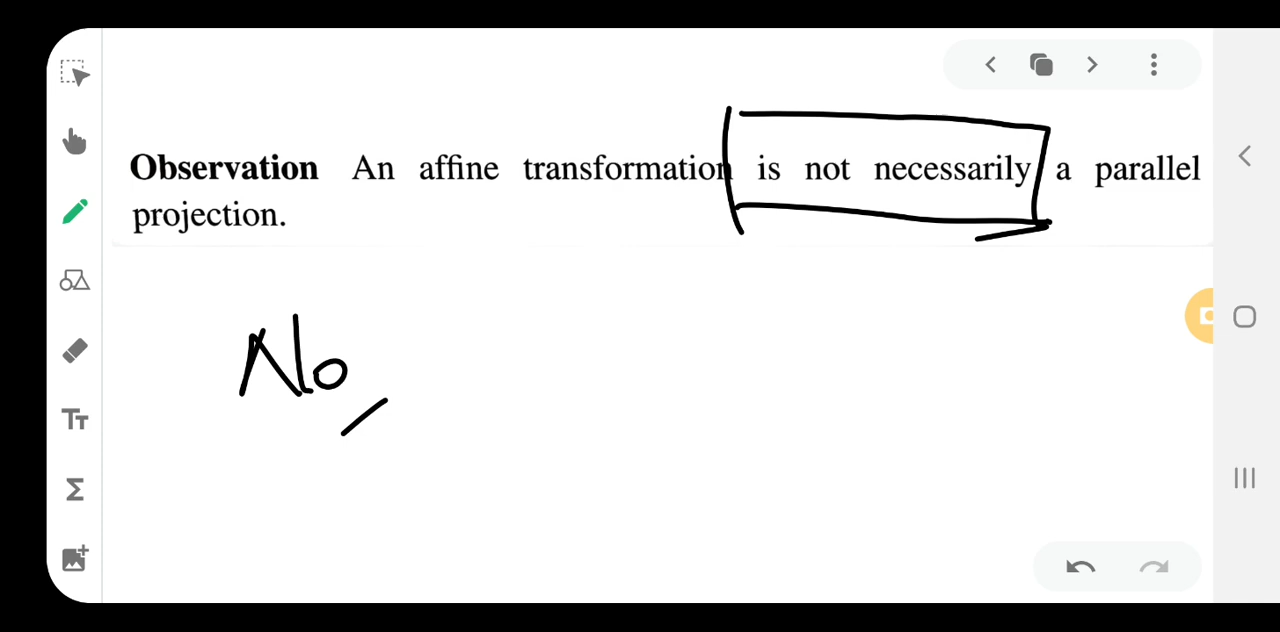 Observation An affine transformation is not necessarily a parallel
projection.
No,